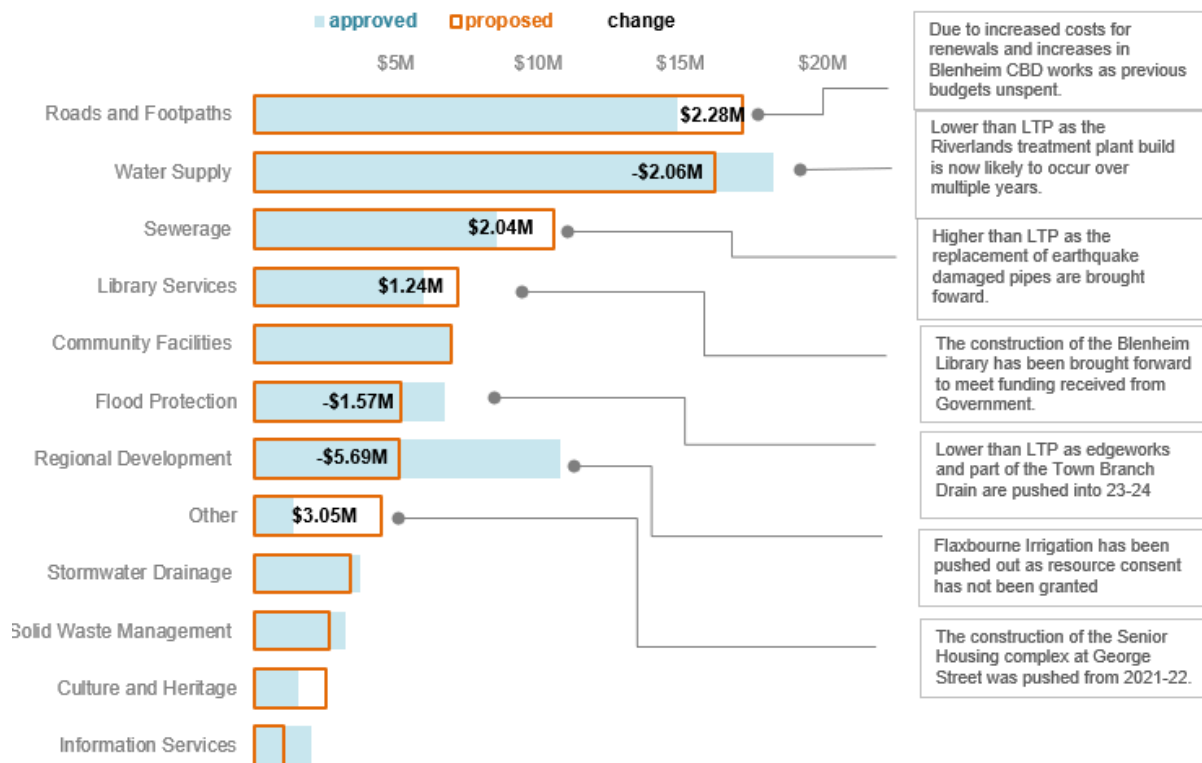 approved proposed change
$5M $10M $15M $20M
Roads and Footpaths
$2.28M
Water Supply
-$2.06M
Sewerage
$2.04M
Library Services
$1.24M
Community Facilities
Flood Protection
-$1.57M
Regional Development
-$5.69M
Other
$3.05M
Stormwater Drainage
Solid Waste Management
Culture and Heritage
Information Services
Due to increased costs for
renewals and increases in
Blenheim CBD works as previous
budgets unspent.
Lower than LTP as the
Riverlands treatment plant build
is now likely to occur over
multiple years.
Higher than LTP as the
replacement of earthquake
damaged pipes are brought
foward.
The construction of the Blenheim
Library has been brought forward
to meet funding received from
Government.
Lower than LTP as edgeworks
and part of the Town Branch
Drain are pushed into 23-24
Flaxbourne Irrigation has been
pushed out as resource consent
has not been granted
The construction of the Senior
Housing complex at George
Street was pushed from 2021-22.